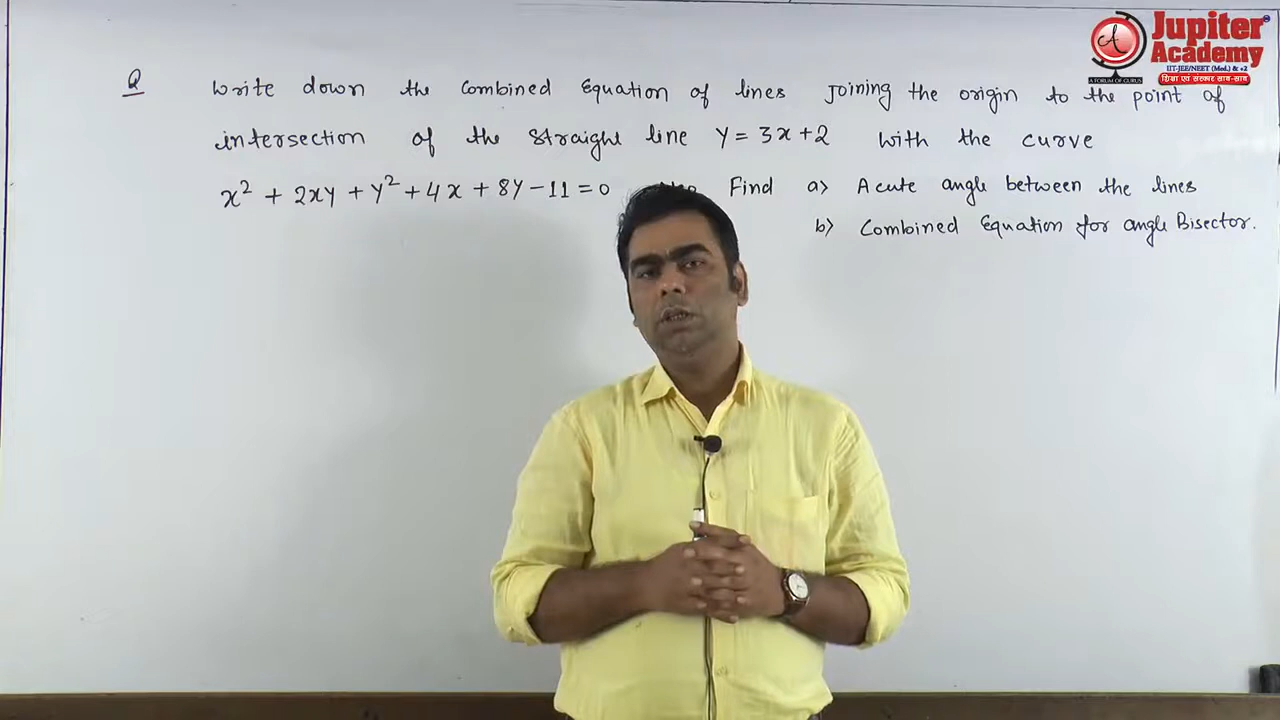 Jupiter
Academy
IIT-JEE/NEET (Med.) & +2
A FORUM OF GURUS
शिक्षा एवं संस्कार साथ-साथ
Q Write down the Combined Equation of lines Joining the origin to the point of
intersection of the straight line Y = 3x+2 with the curve
x² + 2xy + y² + 4x + 8y - 11 = 0 Find a) Acute angle between the lines
b) Combined Equation for angle Bisector.